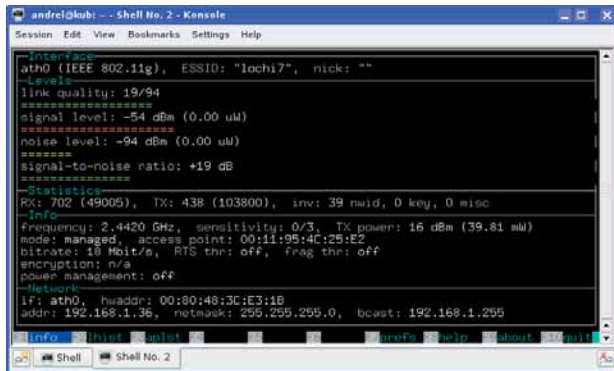 andrei@kub: ~ - Shell No. 2 - Konsole
Session Edit View Bookmarks Settings Help
Interface
ath0 (IEEE 802.11g), ESSID: "lochi7", nick: ""
Levels
link quality: 19/94
signal level: -54 dBm (0.00 uW)
noise level: -94 dBm (0.00 uW)
signal-to-noise ratio: +19 dB
Statistics
RX: 702 (49005), TX: 438 (103800), inv: 39 nwid, 0 key, 0 misc
Info
frequency: 2.4420 GHz, sensitivity: 0/3, TX power: 16 dBm (39.81 mW)
mode: managed, access point: 00:11:95:4C:25:E2
bitrate: 18 Mbit/s, RTS thr: off, frag thr: off
encryption: n/a
power management: off
Network
if: ath0, hwaddr: 00:80:48:3C:E3:1B
addr: 192.168.1.36, netmask: 255.255.255.0, bcast: 192.168.1.255
info lhist aplst prefs help about quit
Shell Shell No. 2